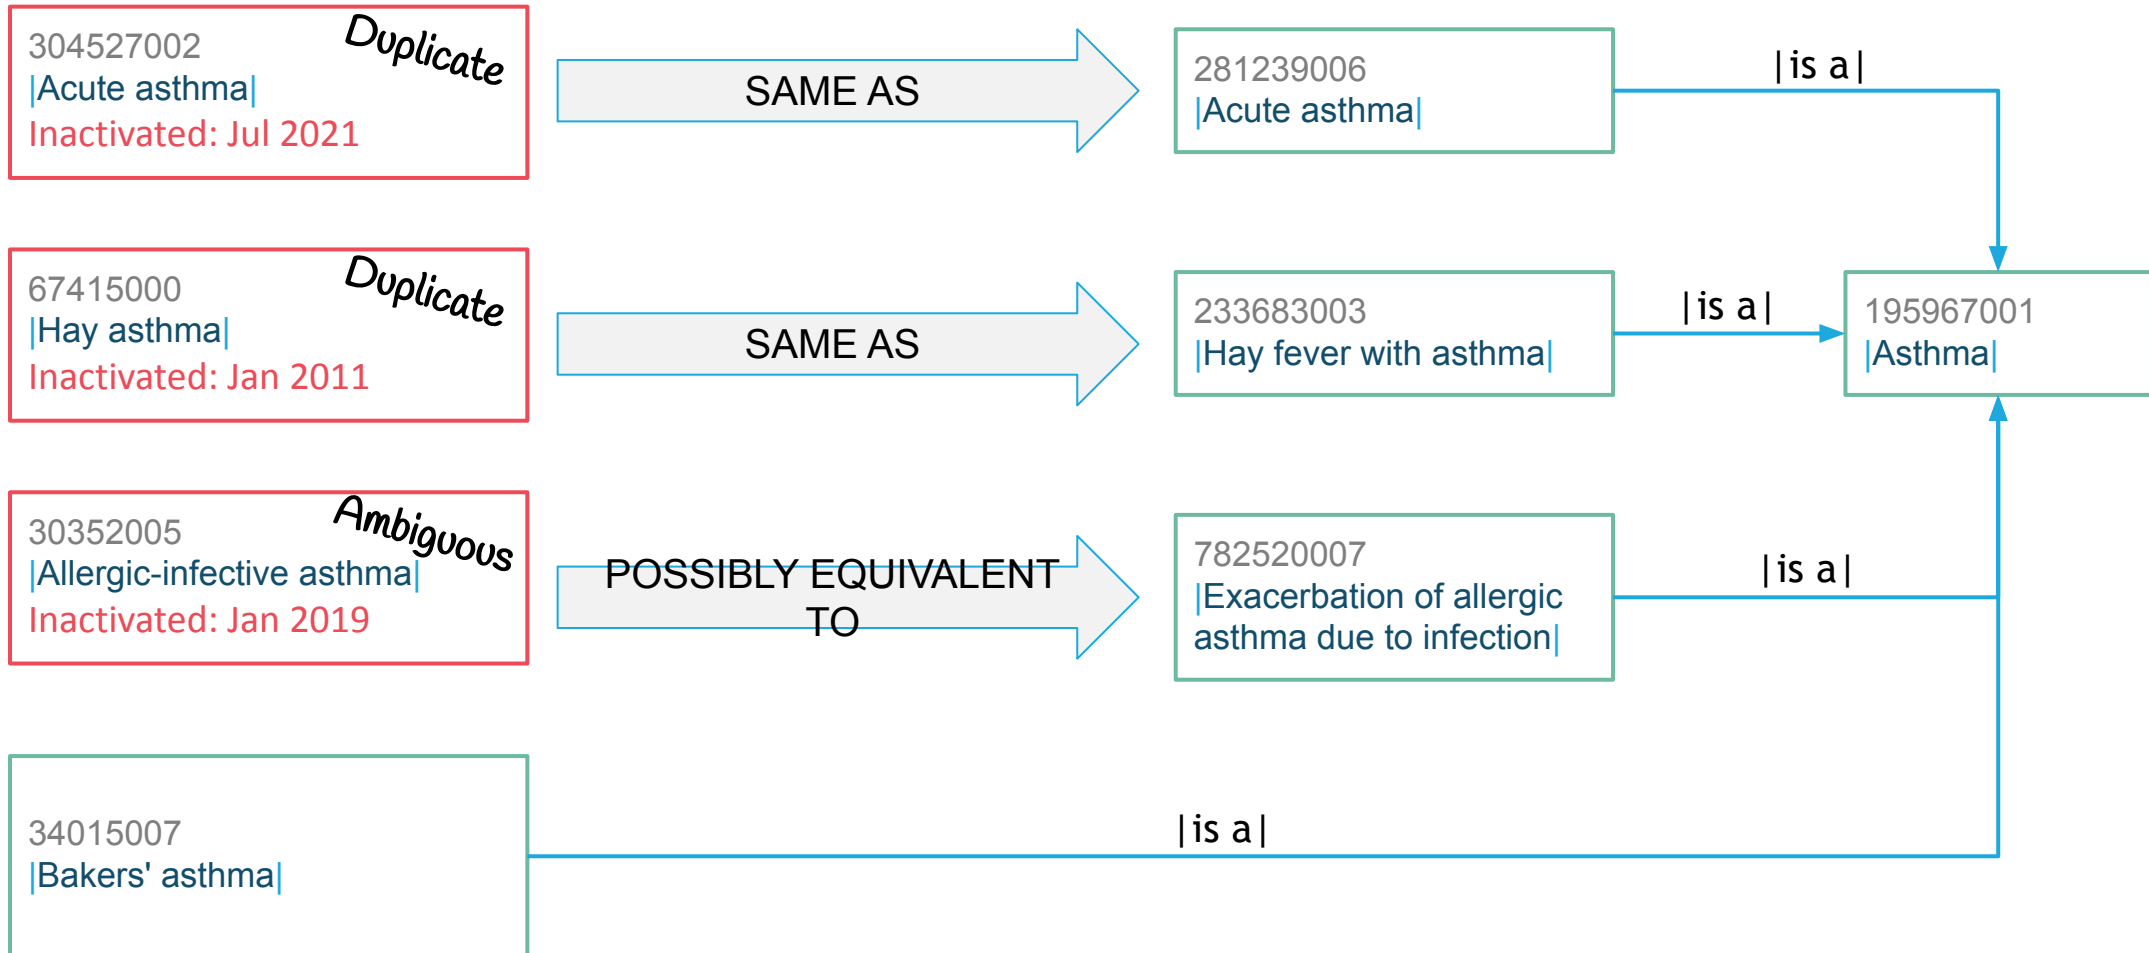 304527002
Duplicate
|Acute asthma|
Inactivated: Jul 2021
SAME AS
281239006
|Acute asthma|
|is a|
67415000
Duplicate
|Hay asthma|
Inactivated: Jan 2011
SAME AS
233683003
|Hay fever with asthma|
|is a|
195967001
|Asthma|
30352005
Ambiguous
|Allergic-infective asthma|
Inactivated: Jan 2019
POSSIBLY EQUIVALENT
TO
782520007
|Exacerbation of allergic
asthma due to infection|
|is a|
34015007
|Bakers' asthma|
|is a|